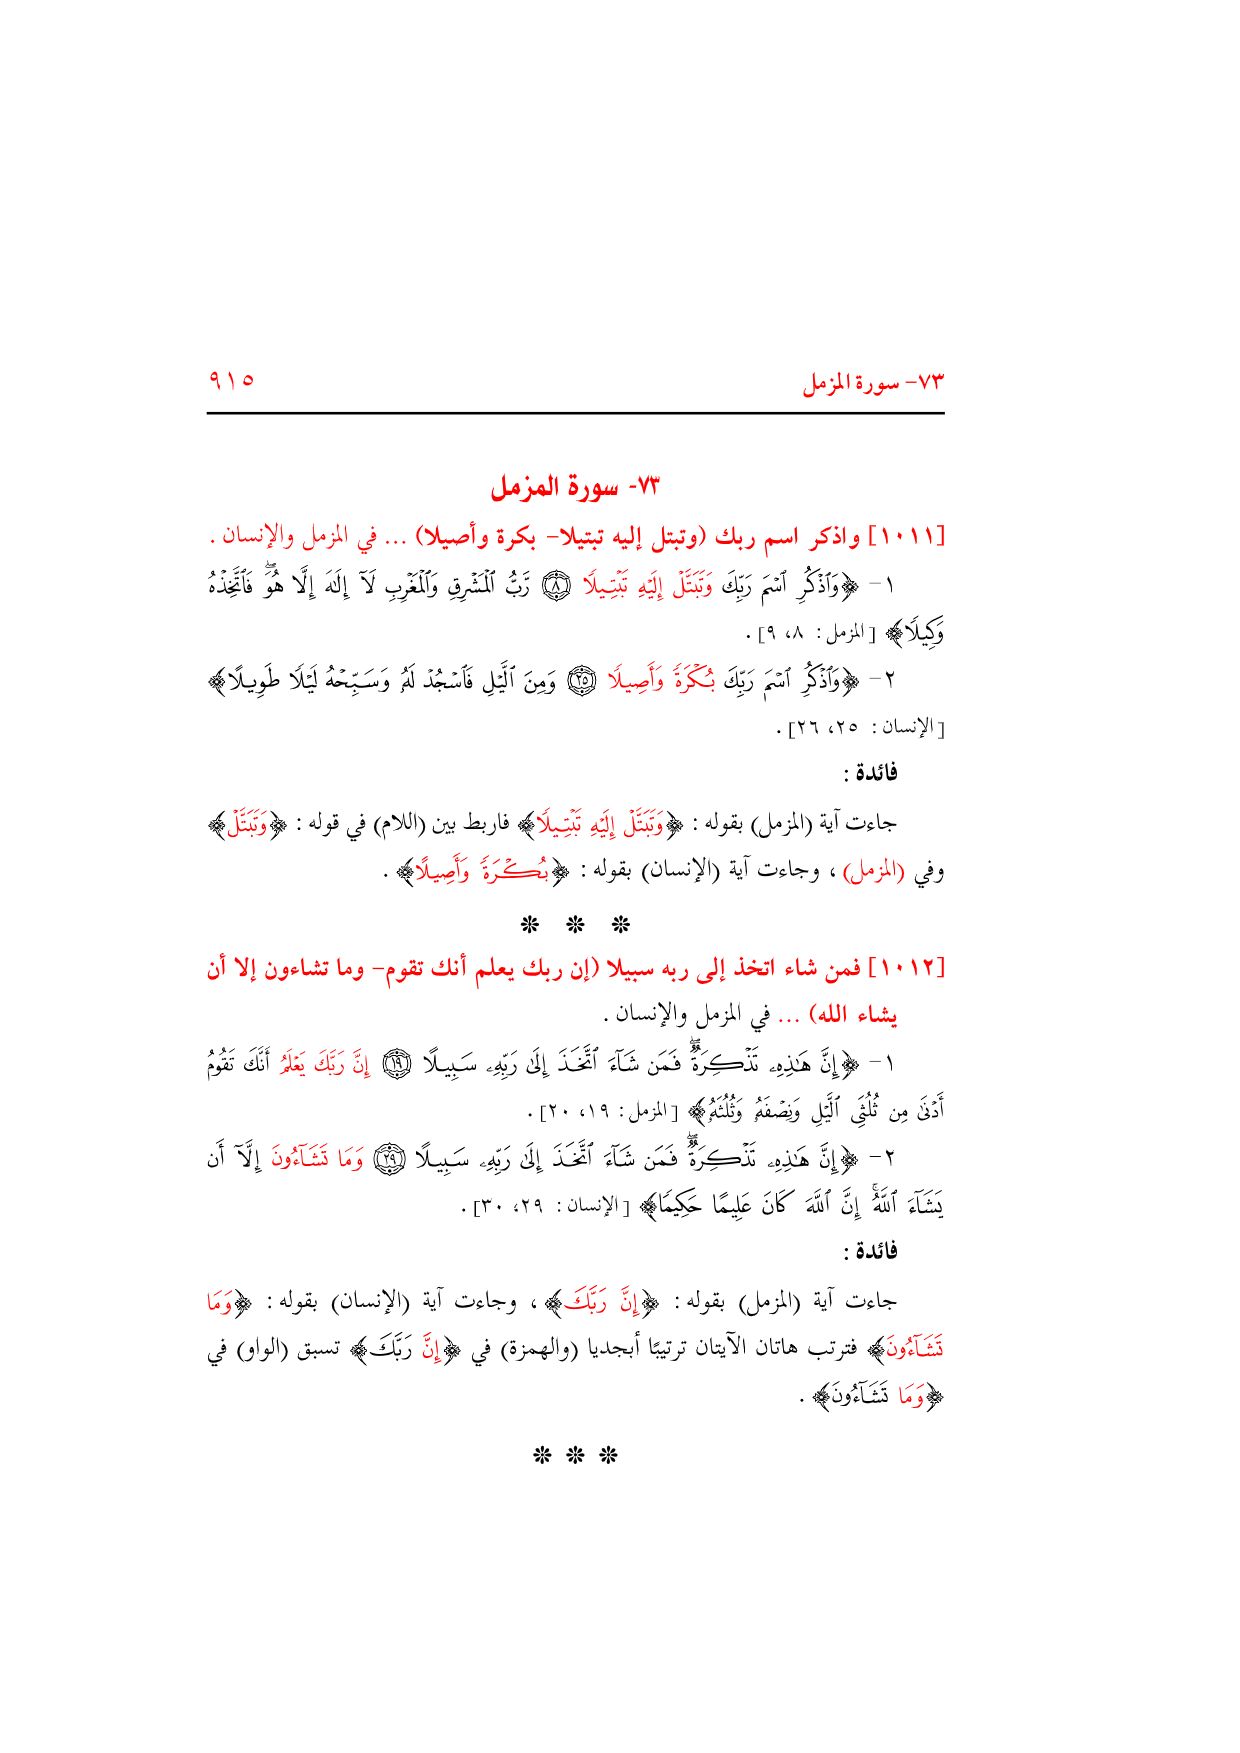 ٧٣- سورة المزمل ٩١٥
٧٣- سورة المزمل
[١٠١١] واذكر اسم ربك (وتبتل إليه تبتيلا- بكرة وأصيلا) ... في المزمل والإنسان .
١- ﴿وَٱذْكُرِ ٱسْمَ رَبِّكَ وَتَبَتَّلْ إِلَيْهِ تَبْتِيلًا ۝٨ رَّبُّ ٱلْمَشْرِقِ وَٱلْمَغْرِبِ لَآ إِلَٰهَ إِلَّا هُوَ فَٱتَّخِذْهُ
وَكِيلًا﴾ [المزمل: ٨، ٩] .
٢- ﴿وَٱذْكُرِ ٱسْمَ رَبِّكَ بُكْرَةً وَأَصِيلًا ۝٢٥ وَمِنَ ٱلَّيْلِ فَٱسْجُدْ لَهُۥ وَسَبِّحْهُ لَيْلًا طَوِيلًا﴾
[الإنسان: ٢٥، ٢٦] .
فائدة :
جاءت آية (المزمل) بقوله : ﴿وَتَبَتَّلْ إِلَيْهِ تَبْتِيلًا﴾ فاربط بين (اللام) في قوله : ﴿وَتَبَتَّلْ﴾
وفي (المزمل) ، وجاءت آية (الإنسان) بقوله : ﴿بُكْرَةً وَأَصِيلًا﴾ .
❊ ❊ ❊
[١٠١٢] فمن شاء اتخذ إلى ربه سبيلا (إن ربك يعلم أنك تقوم- وما تشاءون إلا أن
يشاء الله) ... في المزمل والإنسان .
١- ﴿إِنَّ هَٰذِهِۦ تَذْكِرَةٌ ۖ فَمَن شَآءَ ٱتَّخَذَ إِلَىٰ رَبِّهِۦ سَبِيلًا ۝١٩ إِنَّ رَبَّكَ يَعْلَمُ أَنَّكَ تَقُومُ
أَدْنَىٰ مِن ثُلُثَىِ ٱلَّيْلِ وَنِصْفَهُۥ وَثُلُثَهُۥ﴾ [المزمل: ١٩، ٢٠] .
٢- ﴿إِنَّ هَٰذِهِۦ تَذْكِرَةٌ ۖ فَمَن شَآءَ ٱتَّخَذَ إِلَىٰ رَبِّهِۦ سَبِيلًا ۝٢٩ وَمَا تَشَآءُونَ إِلَّآ أَن
يَشَآءَ ٱللَّهُ ۚ إِنَّ ٱللَّهَ كَانَ عَلِيمًا حَكِيمًا﴾ [الإنسان: ٢٩، ٣٠] .
فائدة :
جاءت آية (المزمل) بقوله : ﴿إِنَّ رَبَّكَ﴾ ، وجاءت آية (الإنسان) بقوله : ﴿وَمَا
تَشَآءُونَ﴾ فترتب هاتان الآيتان ترتيبًا أبجديا (والهمزة) في ﴿إِنَّ رَبَّكَ﴾ تسبق (الواو) في
﴿وَمَا تَشَآءُونَ﴾ .
❊ ❊ ❊